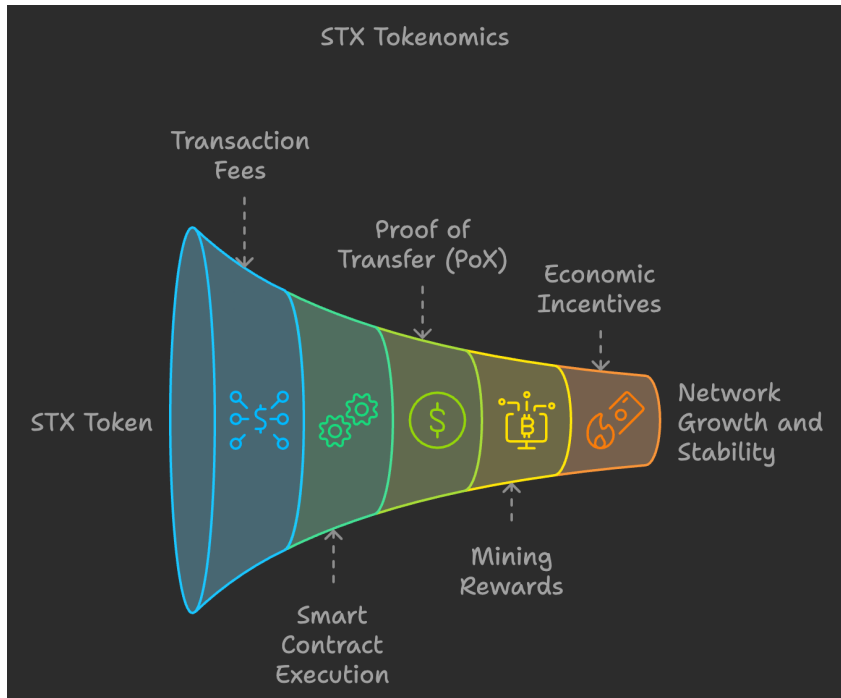 STX Tokenomics
Transaction
Fees
Proof of
Transfer (PoX)
Economic
Incentives
STX Token
$
$
B
Network
Growth and
Stability
Mining
Rewards
Smart
Contract
Execution